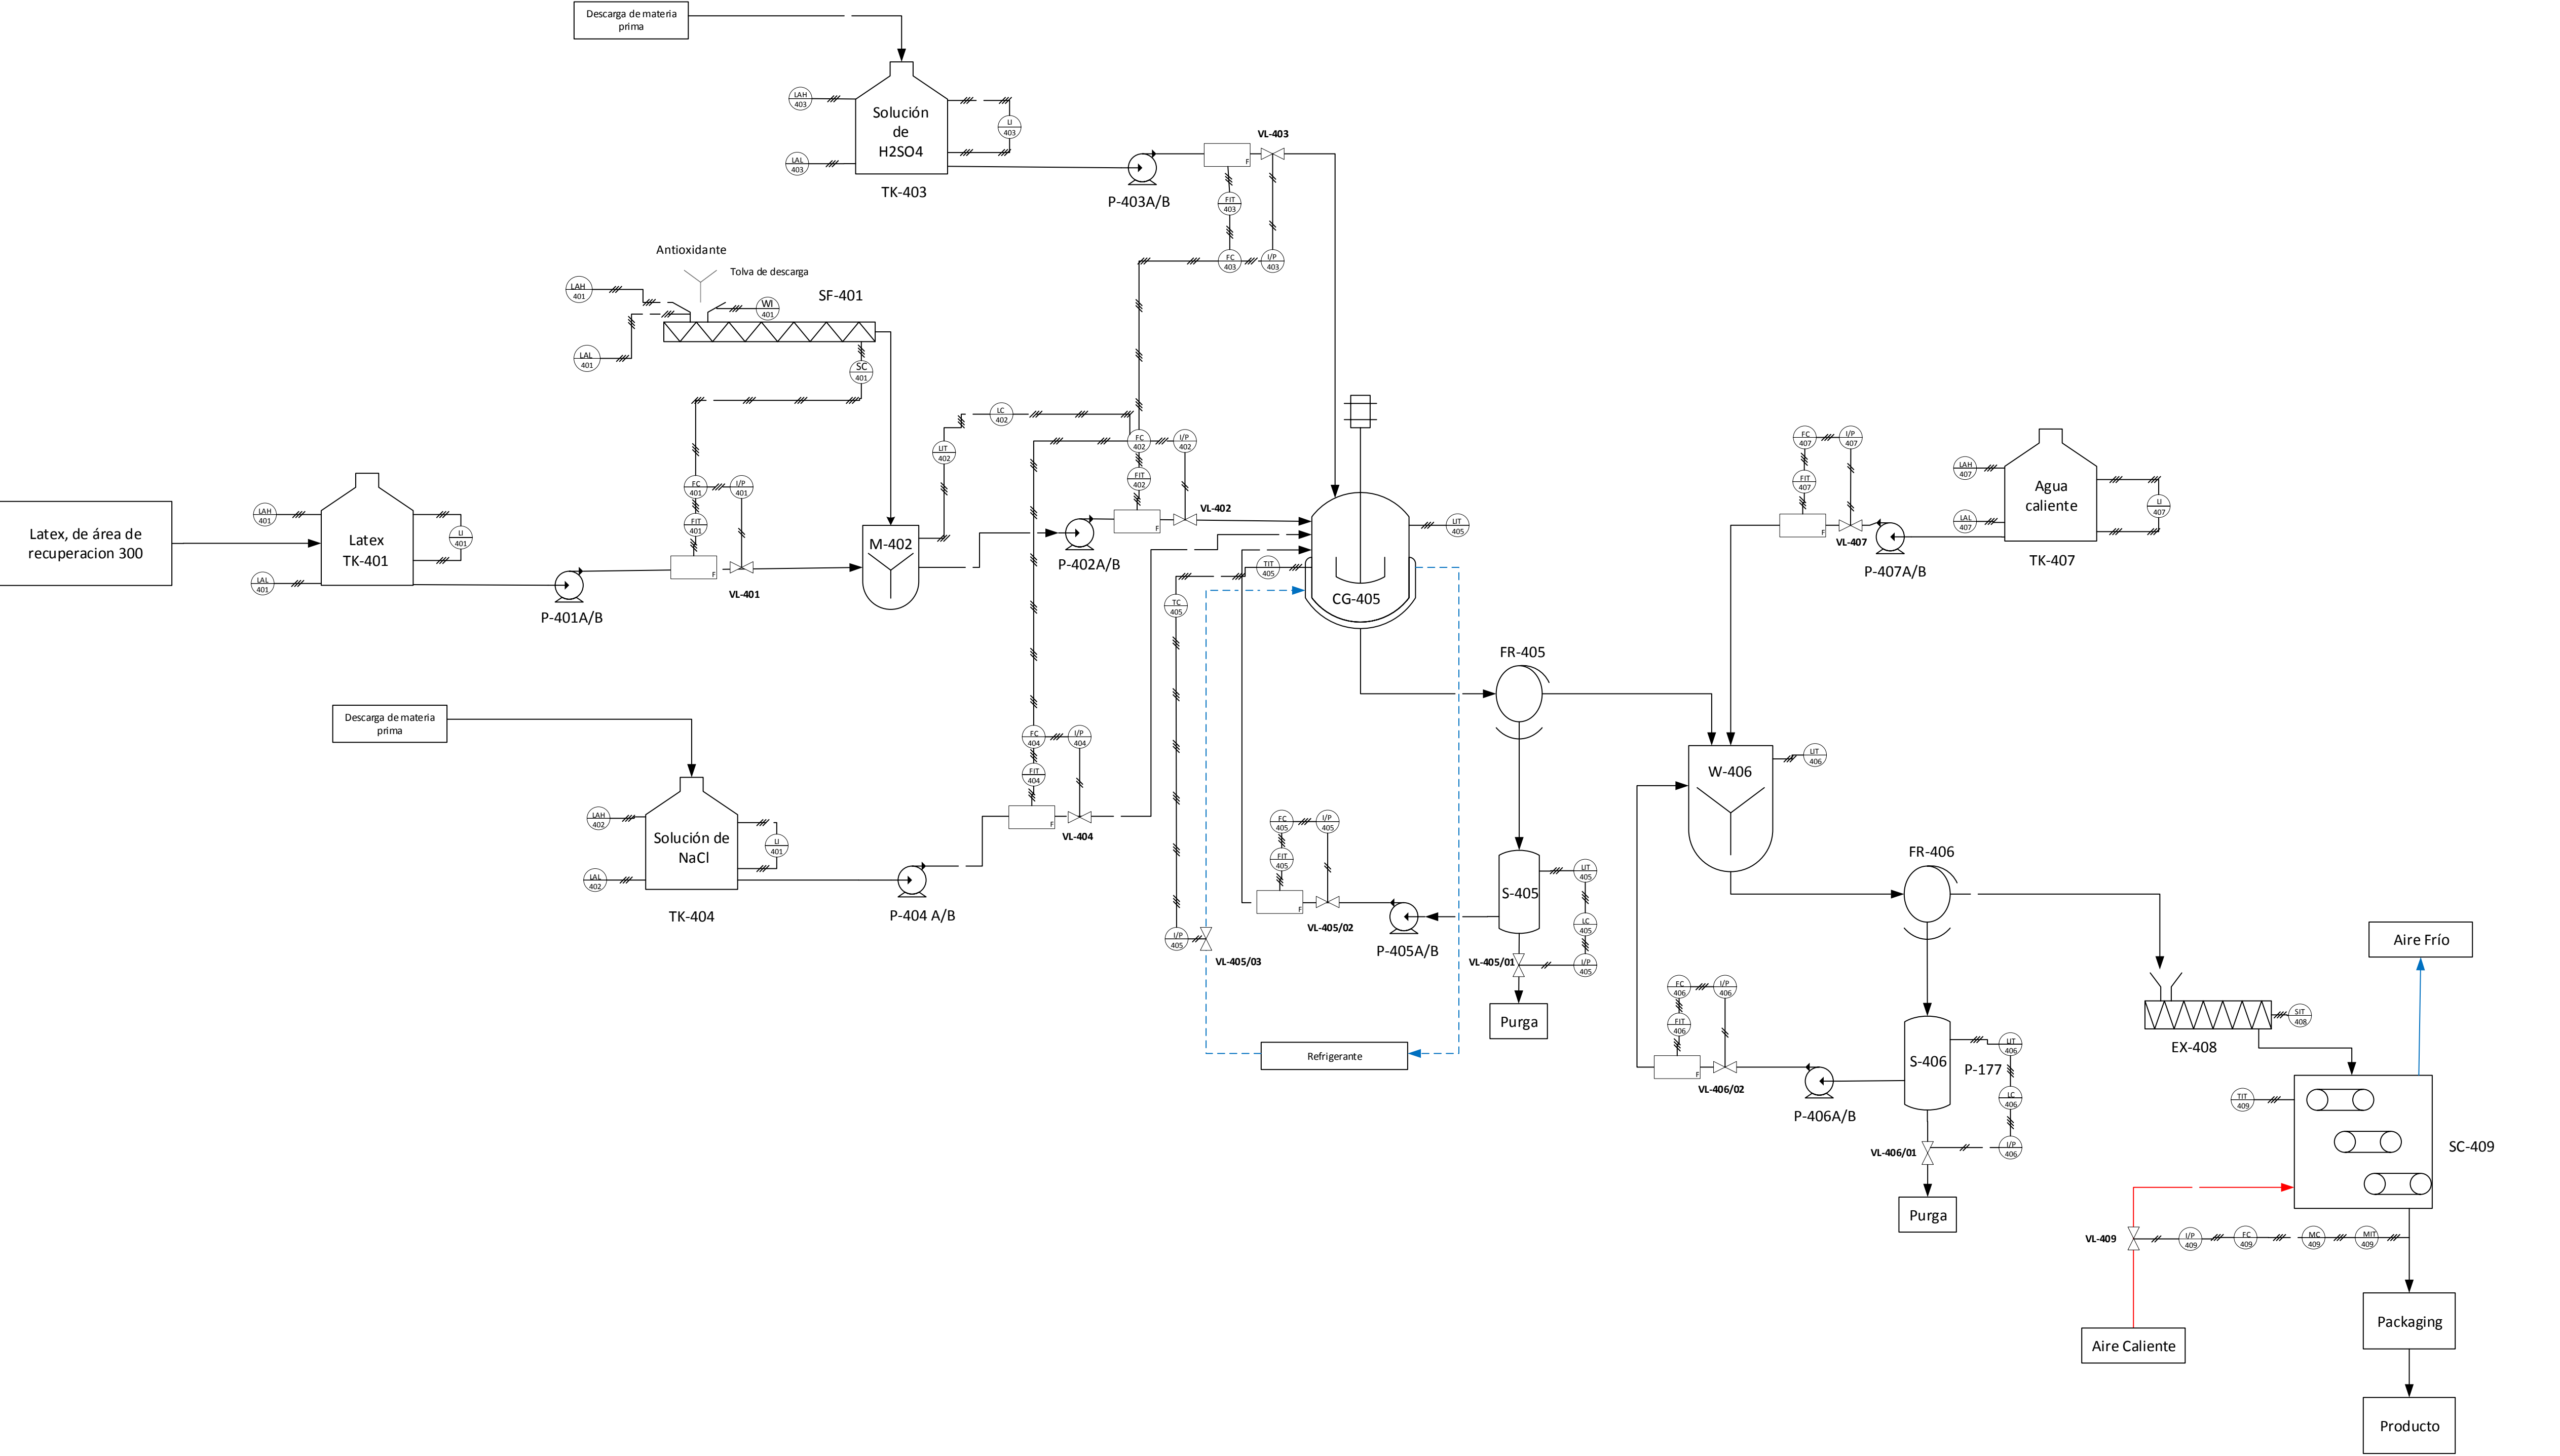 Descarga de materia
prima
LAH
403
LAL
403
Solución
de
H2SO4
LI
403
TK-403
P-403A/B
F
VL-403
FIT
403
FC
403
I/P
403
Antioxidante
Tolva de descarga
LAH
401
LAL
401
WI
401
SF-401
SC
401
LC
402
LIT
402
FC
402
I/P
402
FIT
402
F
VL-402
P-402A/B
Latex, de área de
recuperacion 300
LAH
401
LAL
401
Latex
TK-401
LI
401
P-401A/B
FC
401
I/P
401
FIT
401
F
VL-401
M-402
CG-405
LIT
405
TIT
405
TC
405
FC
407
I/P
407
FIT
407
F
VL-407
P-407A/B
LAH
407
LAL
407
Agua
caliente
LI
407
TK-407
Descarga de materia
prima
LAH
402
LAL
402
Solución de
NaCl
LI
401
TK-404
P-404 A/B
FC
404
I/P
404
FIT
404
F
VL-404
I/P
405
VL-405/03
FC
405
I/P
405
FIT
405
F
VL-405/02
P-405A/B
FR-405
S-405
LIT
405
LC
405
I/P
405
VL-405/01
Purga
Refrigerante
W-406
LIT
406
FR-406
FC
406
I/P
406
FIT
406
F
VL-406/02
P-406A/B
S-406
P-177
LIT
406
LC
406
I/P
406
VL-406/01
Purga
SIT
408
EX-408
Aire Frío
TIT
409
SC-409
VL-409
I/P
409
FC
409
MC
409
MIT
409
Aire Caliente
Packaging
Producto